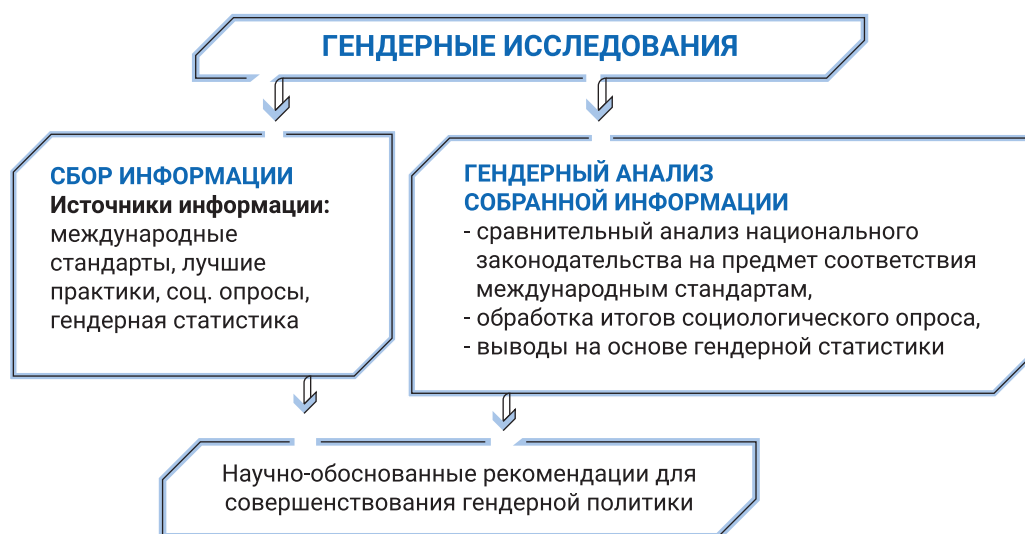 ГЕНДЕРНЫЕ ИССЛЕДОВАНИЯ
СБОР ИНФОРМАЦИИ
Источники информации:
международные
стандарты, лучшие
практики, соц. опросы,
гендерная статистика
ГЕНДЕРНЫЙ АНАЛИЗ
СОБРАННОЙ ИНФОРМАЦИИ
- сравнительный анализ национального
законодательства на предмет соответствия
международным стандартам,
- обработка итогов социологического опроса,
- выводы на основе гендерной статистики
Научно-обоснованные рекомендации для
совершенствования гендерной политики